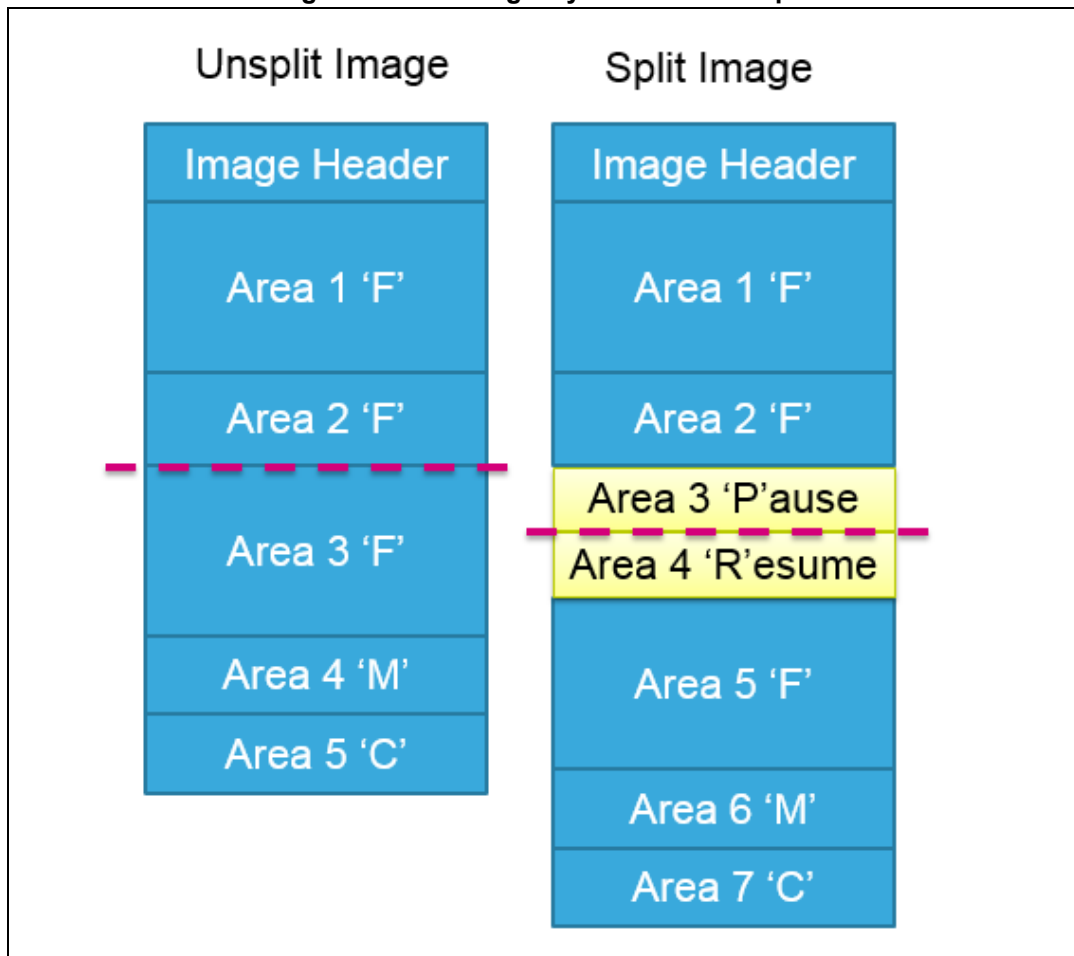 Unsplit Image
Image Header
Area 1 ‘F’
Area 2 ‘F’
Area 3 ‘F’
Area 4 ‘M’
Area 5 ‘C’
Split Image
Image Header
Area 1 ‘F’
Area 2 ‘F’
Area 3 ‘P’ause
Area 4 ‘R’esume
Area 5 ‘F’
Area 6 ‘M’
Area 7 ‘C’